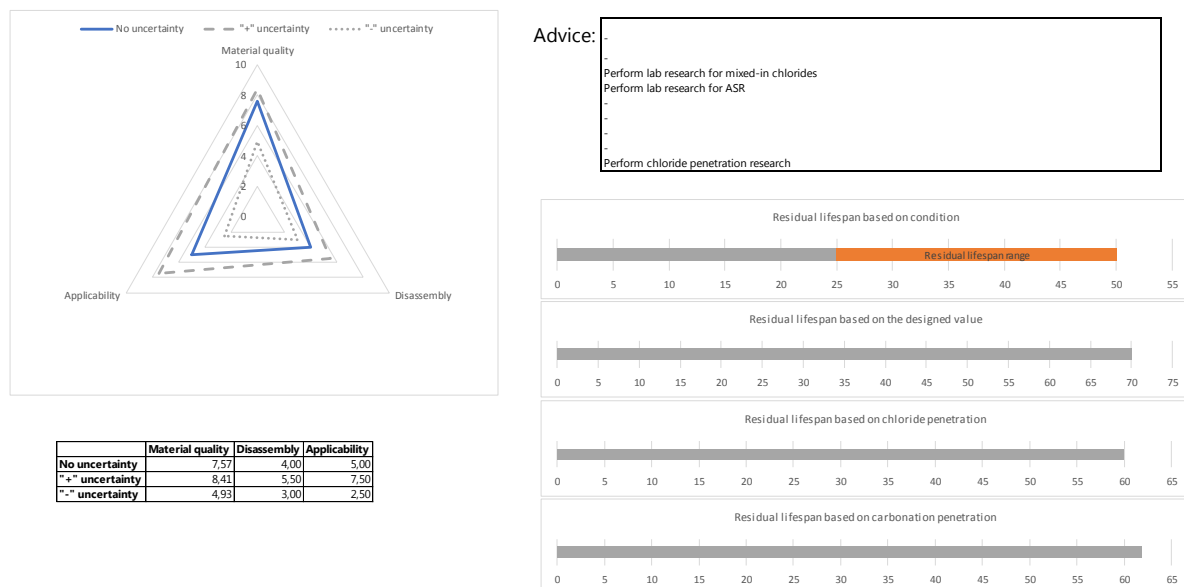 No uncertainty "+" uncertainty "-" uncertainty
Material quality
10
8
6
4
2
0
Applicability
Disassembly
Material quality Disassembly Applicability
No uncertainty 7,57 4,00 5,00
"+" uncertainty 8,41 5,50 7,50
"-" uncertainty 4,93 3,00 2,50
Advice:
-
-
Perform lab research for mixed-in chlorides
Perform lab research for ASR
-
-
-
-
Perform chloride penetration research
Residual lifespan based on condition
Residual lifespan range
0 5 10 15 20 25 30 35 40 45 50 55
Residual lifespan based on the designed value
0 5 10 15 20 25 30 35 40 45 50 55 60 65 70 75
Residual lifespan based on chloride penetration
0 5 10 15 20 25 30 35 40 45 50 55 60 65
Residual lifespan based on carbonation penetration
0 5 10 15 20 25 30 35 40 45 50 55 60 65